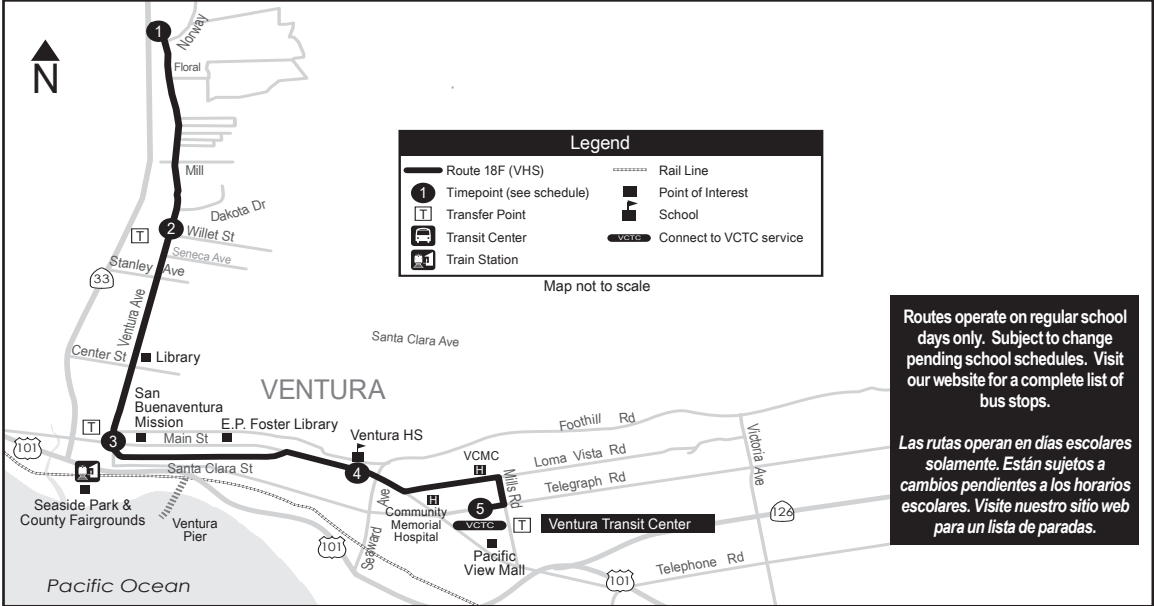 1
Norway
Floral
N
Mill
Dakota Dr
2
T
Willet St
Seneca Ave
Stanley Ave
33
Ventura Ave
Center St
Library
Legend
Route 18F (VHS)
1
Timepoint (see schedule)
T
Transfer Point
Transit Center
Train Station
Rail Line
Point of Interest
School
VCTC
Connect to VCTC service
Map not to scale
Santa Clara Ave
VENTURA
San
Buenaventura
Mission
E.P. Foster Library
T
3
Main St
Ventura HS
Foothill Rd
101
Santa Clara St
4
VCMC
H
Loma Vista Rd
Mills Rd
Telegraph Rd
Victoria Ave
126
Seaside Park &
County Fairgrounds
Ventura
Pier
Seaward Ave
H
Community
Memorial
Hospital
5
VCTC
T
Ventura Transit Center
101
Pacific
View Mall
101
Telephone Rd
Pacific Ocean
Routes operate on regular school
days only. Subject to change
pending school schedules. Visit
our website for a complete list of
bus stops.
Las rutas operan en días escolares
solamente. Están sujetos a
cambios pendientes a los horarios
escolares. Visite nuestro sitio web
para un lista de paradas.